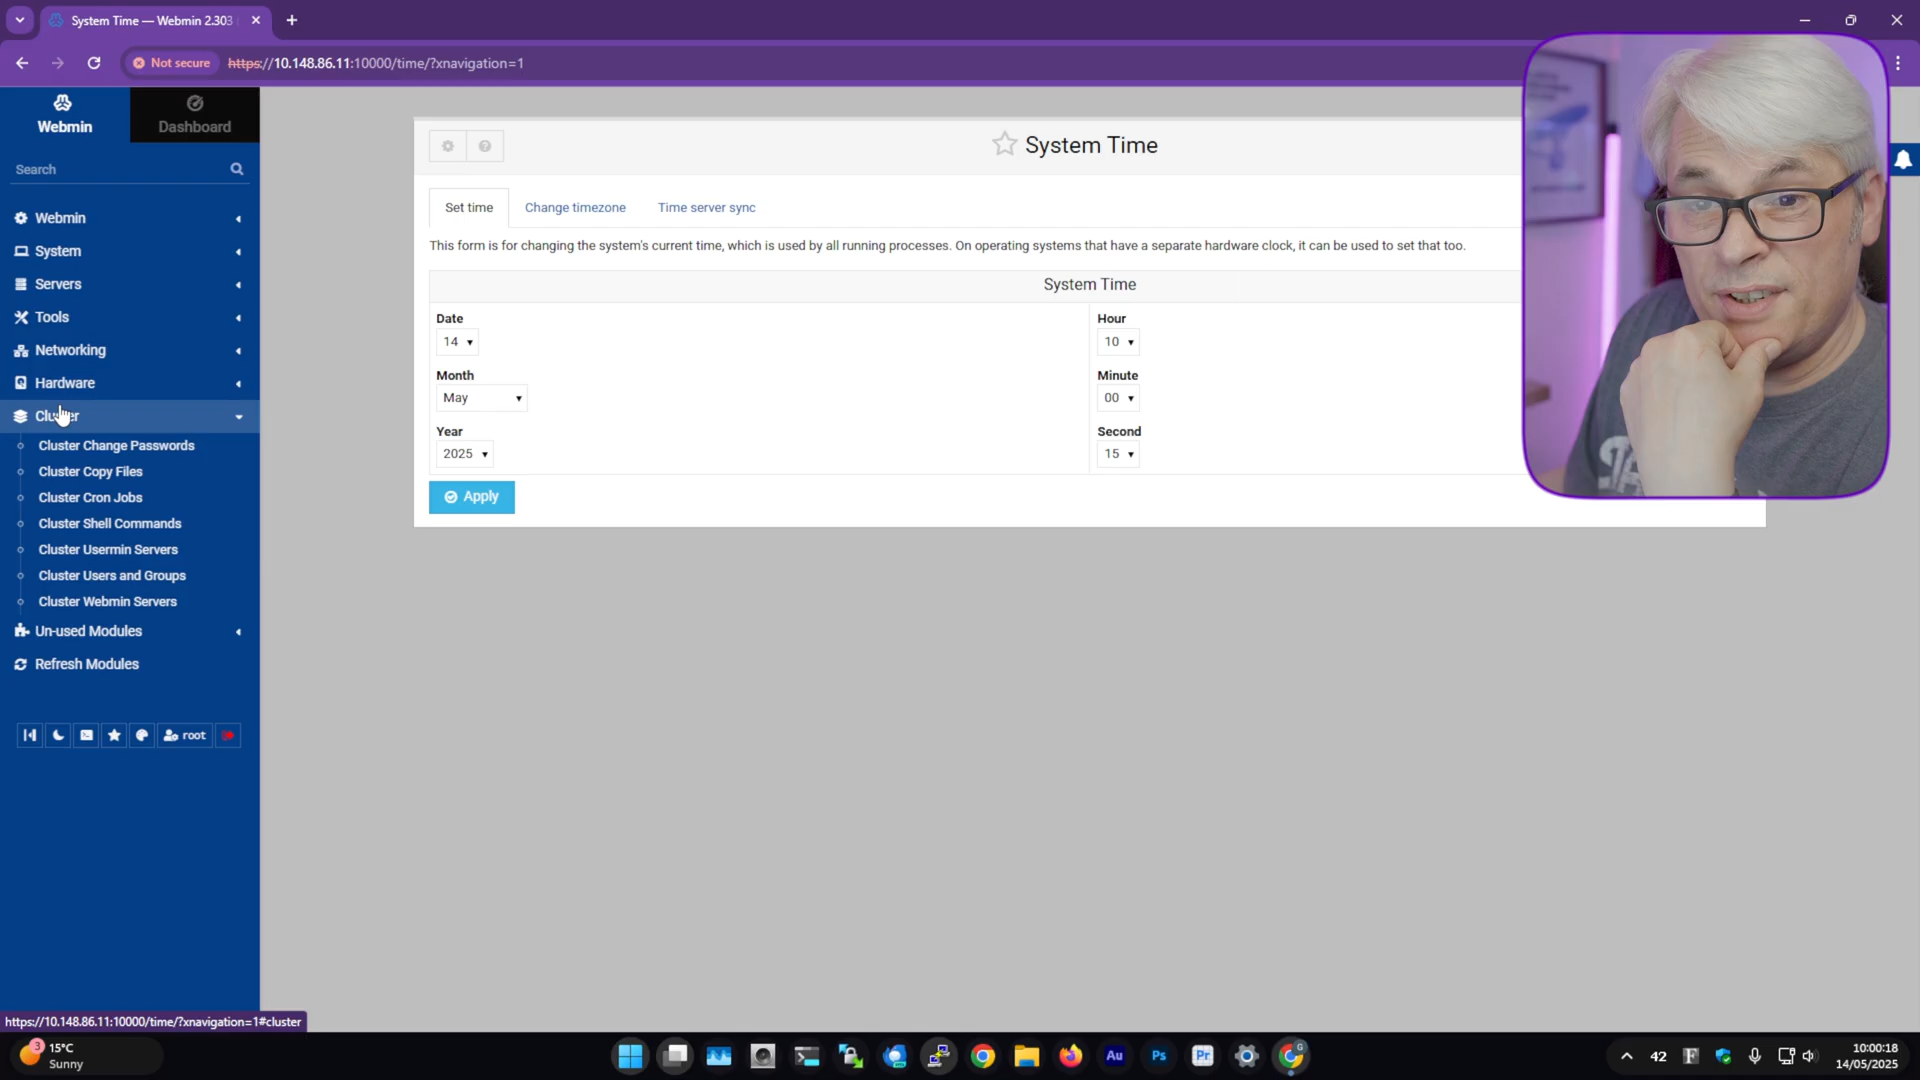 System Time — Webmin 2.303
Not secure
https://10.148.86.11:10000/time/?xnavigation=1
Webmin
Dashboard
Search
Webmin
System
Servers
Tools
Networking
Hardware
Cluster
Cluster Change Passwords
Cluster Copy Files
Cluster Cron Jobs
Cluster Shell Commands
Cluster Usermin Servers
Cluster Users and Groups
Cluster Webmin Servers
Un-used Modules
Refresh Modules
root
System Time
Set time
Change timezone
Time server sync
This form is for changing the system's current time, which is used by all running processes. On operating systems that have a separate hardware clock, it can be used to set that too.
System Time
Date
14
Month
May
Year
2025
Hour
10
Minute
00
Second
15
Apply
https://10.148.86.11:10000/time/?xnavigation=1#cluster
3
15°C
Sunny
Au
Ps
Pr
G
42
F
10:00:18
14/05/2025